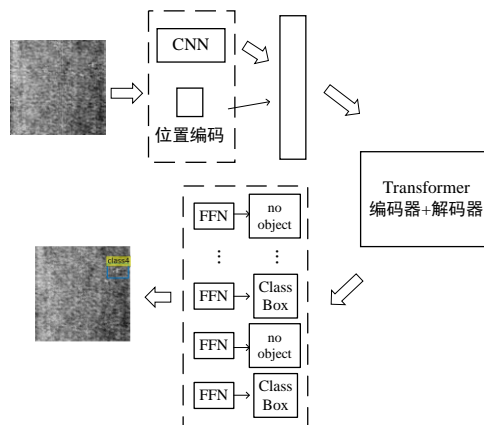 CNN
位置编码
Transformer
编码器+解码器
FFN
no
object
⋮
⋮
class4
FFN
Class
Box
FFN
no
object
FFN
Class
Box